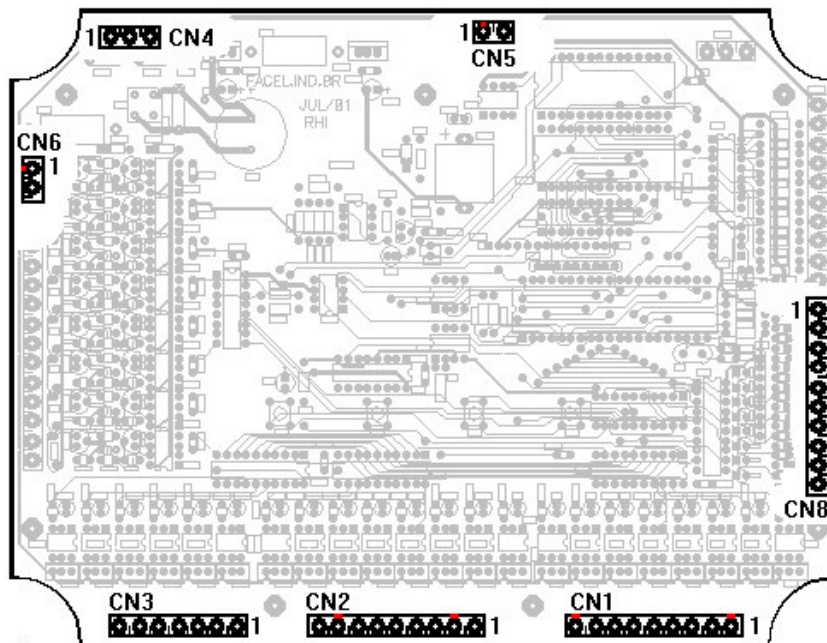 1 CN4
1
CN5
FACEL.IND.BR
JUL/01
RHI
CN6
1
1
CN8
CN3
1
CN2
1
CN1
1